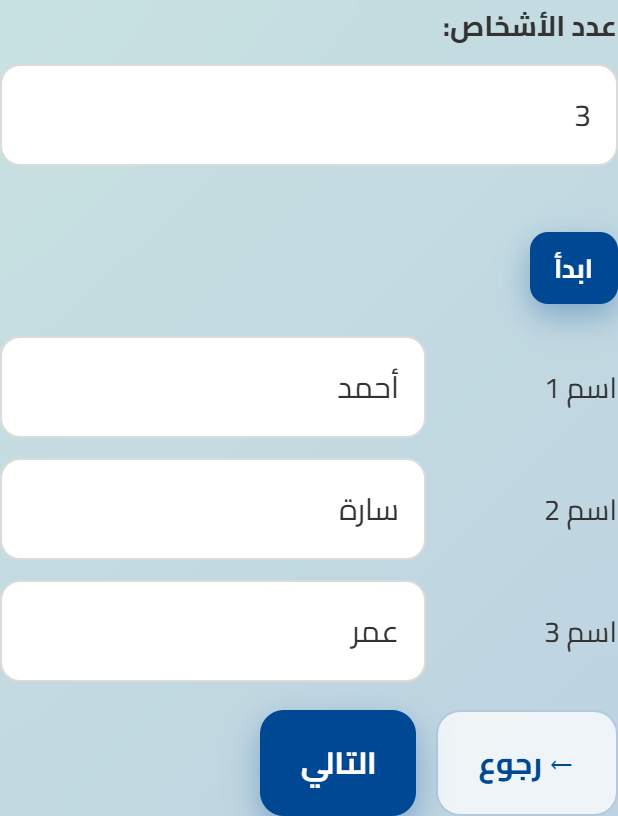 عدد الأشخاص:
3
ابدأ
اسم 1 أحمد
اسم 2 سارة
اسم 3 عمر
← رجوع التالي